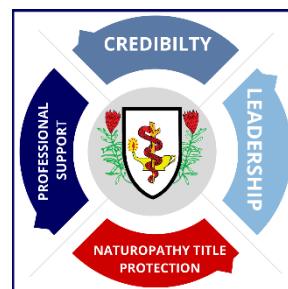 CREDIBILTY
LEADERSHIP
NATUROPATHY TITLE
PROTECTION
PROFESSIONAL
SUPPORT